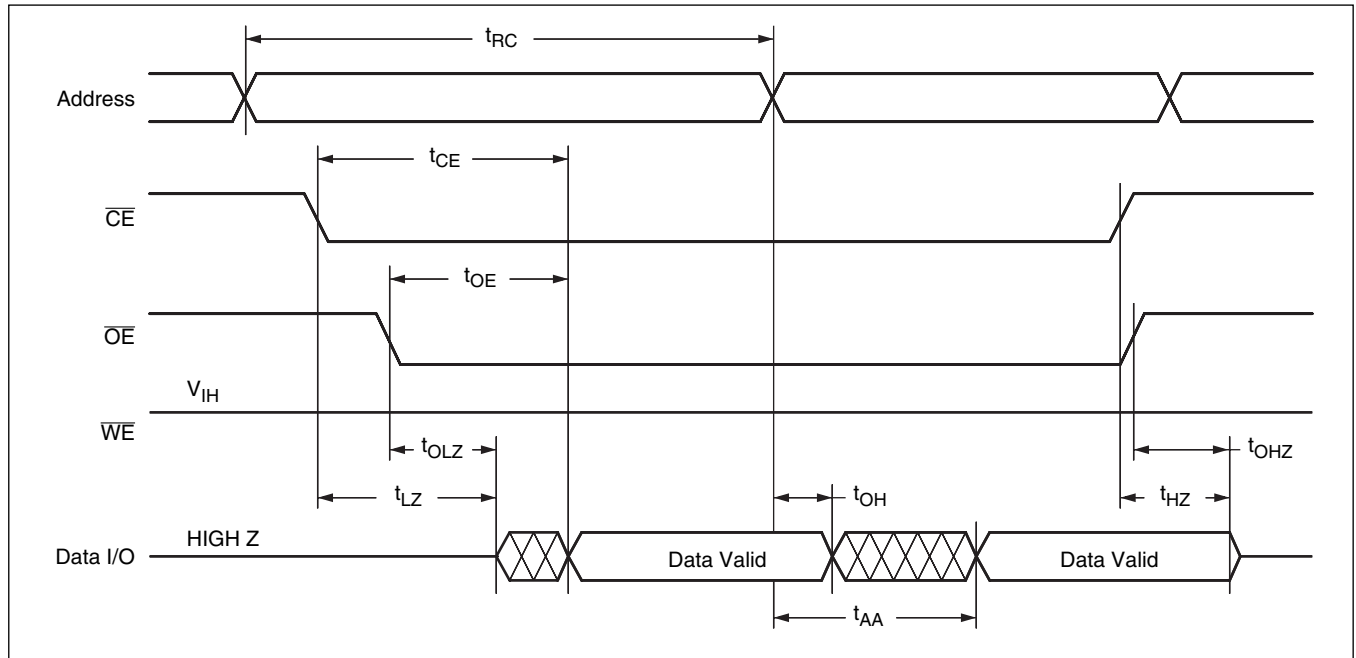 tRC
Address
tCE
CE
tOE
OE
VIH
WE
tOLZ
tOHZ
tLZ
tOH
tHZ
HIGH Z
Data I/O
Data Valid
Data Valid
tAA